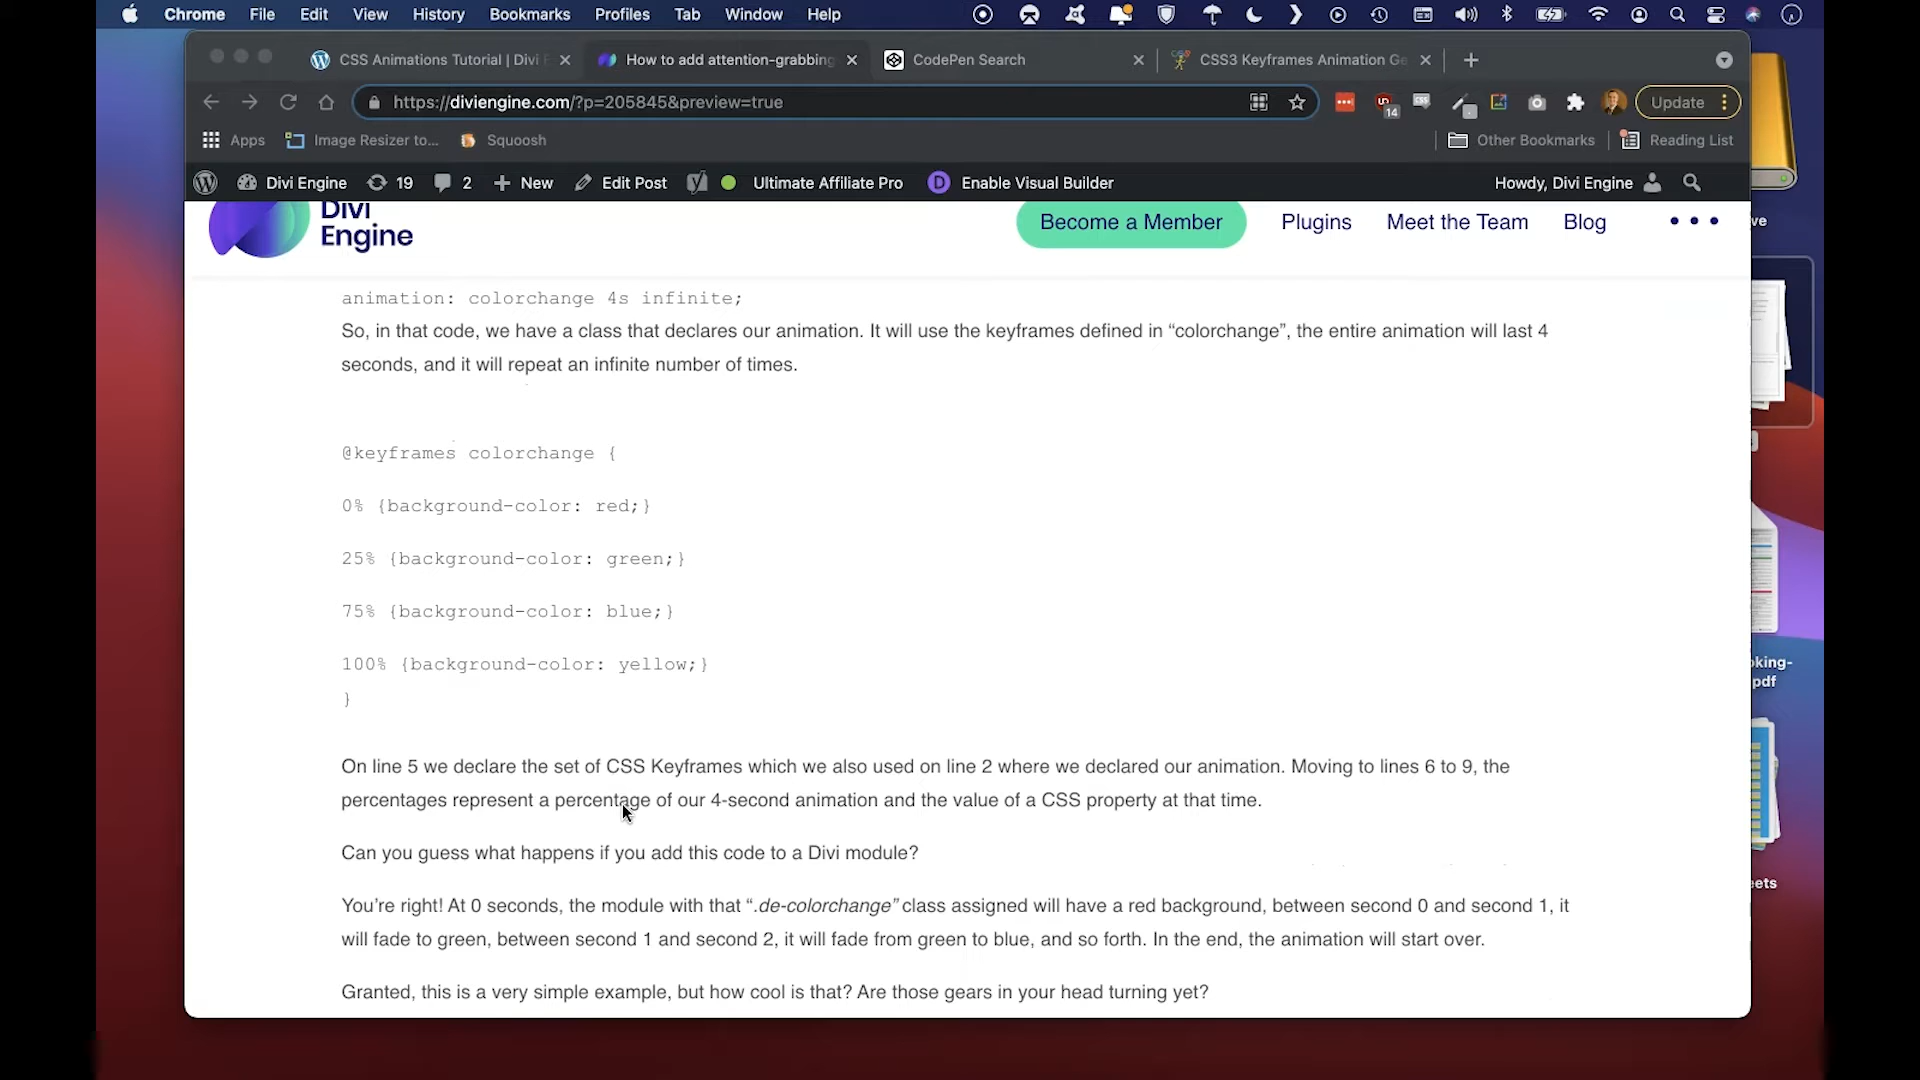 Chrome File Edit View History Bookmarks Profiles Tab Window Help
CSS Animations Tutorial | Divi
How to add attention-grabbing
CodePen Search
CSS3 Keyframes Animation Ge
https://diviengine.com/?p=205845&preview=true
14
Update
Apps Image Resizer to... Squoosh Other Bookmarks Reading List
Divi Engine 19 2 New Edit Post Ultimate Affiliate Pro D Enable Visual Builder Howdy, Divi Engine
Divi
Engine
Become a Member Plugins Meet the Team Blog
ve
animation: colorchange 4s infinite;
So, in that code, we have a class that declares our animation. It will use the keyframes defined in “colorchange”, the entire animation will last 4
seconds, and it will repeat an infinite number of times.
@keyframes colorchange {
0% {background-color: red;}
25% {background-color: green;}
75% {background-color: blue;}
100% {background-color: yellow;}
}
oking-
pdf
On line 5 we declare the set of CSS Keyframes which we also used on line 2 where we declared our animation. Moving to lines 6 to 9, the
percentages represent a percentage of our 4-second animation and the value of a CSS property at that time.
Can you guess what happens if you add this code to a Divi module?
eets
You’re right! At 0 seconds, the module with that “.de-colorchange” class assigned will have a red background, between second 0 and second 1, it
will fade to green, between second 1 and second 2, it will fade from green to blue, and so forth. In the end, the animation will start over.
Granted, this is a very simple example, but how cool is that? Are those gears in your head turning yet?